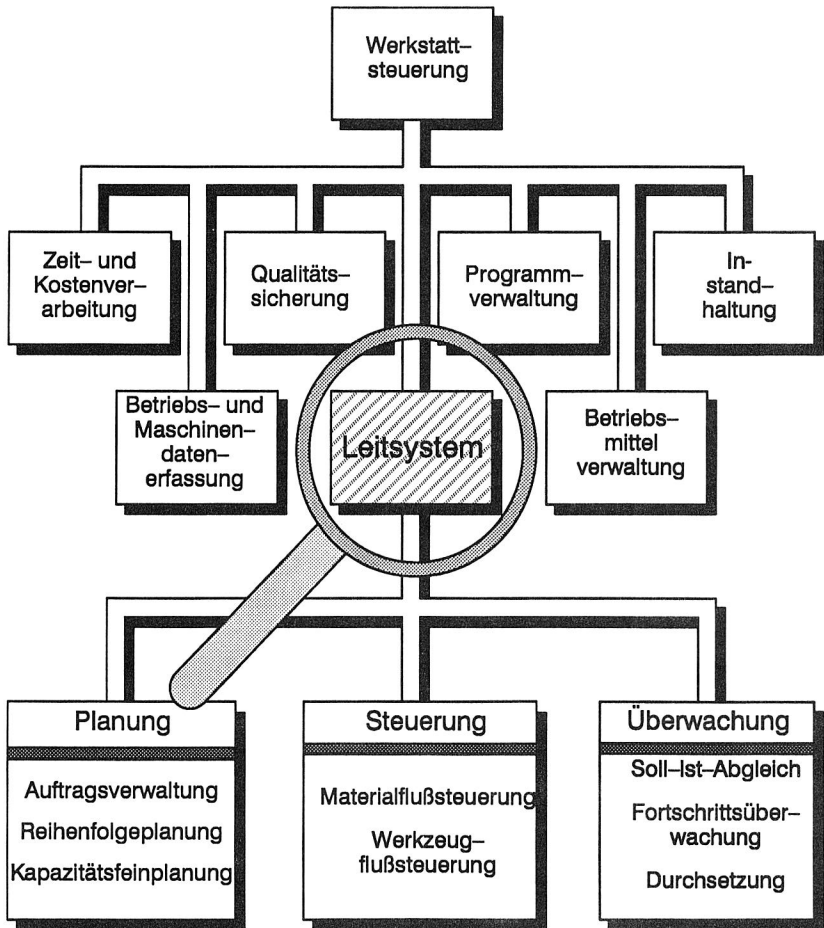 Werkstatt–
steuerung
Zeit– und
Kostenver–
arbeitung
Qualitäts–
sicherung
Programm–
verwaltung
In–
stand–
haltung
Betriebs– und
Maschinen–
daten–
erfassung
Leitsystem
Betriebs–
mittel
verwaltung
Planung
Auftragsverwaltung
Reihenfolgeplanung
Kapazitätsfeinplanung
Steuerung
Materialflußsteuerung
Werkzeug–
flußsteuerung
Überwachung
Soll–Ist–Abgleich
Fortschrittsüber–
wachung
Durchsetzung